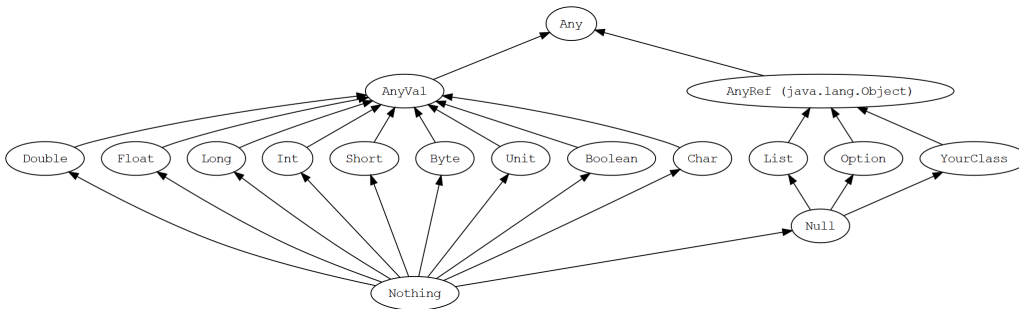 Any
AnyVal
AnyRef (java.lang.Object)
Double
Float
Long
Int
Short
Byte
Unit
Boolean
Char
List
Option
YourClass
Null
Nothing